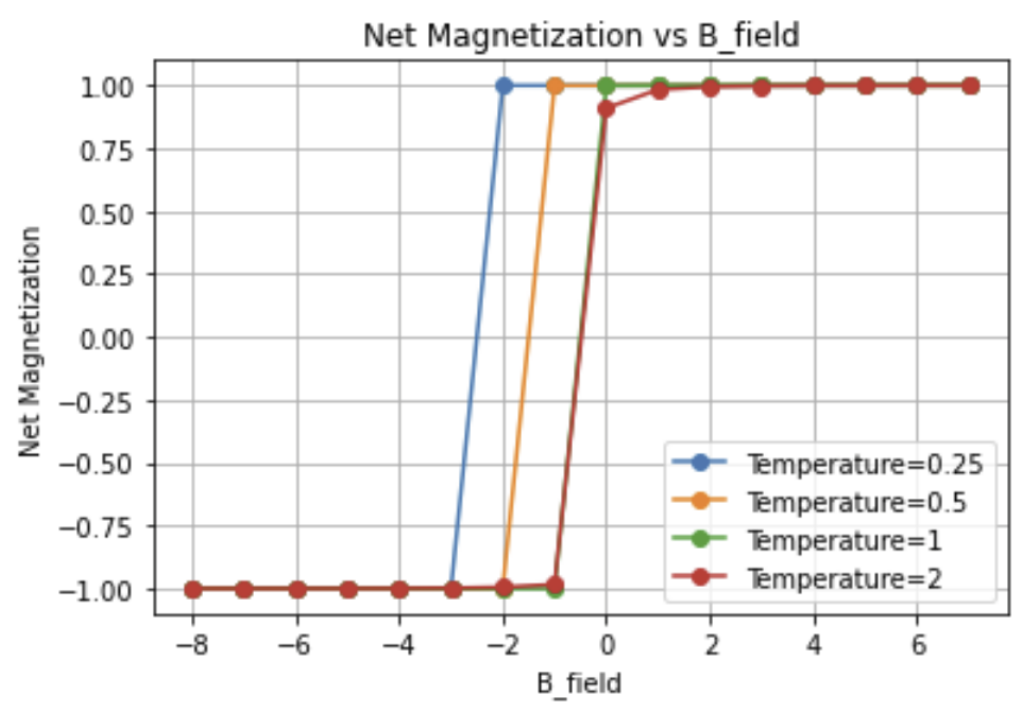 Net Magnetization vs B_field
1.00
0.75
0.50
0.25
0.00
−0.25
−0.50
−0.75
−1.00
Net Magnetization
Temperature=0.25
Temperature=0.5
Temperature=1
Temperature=2
−8 −6 −4 −2 0 2 4 6
B_field